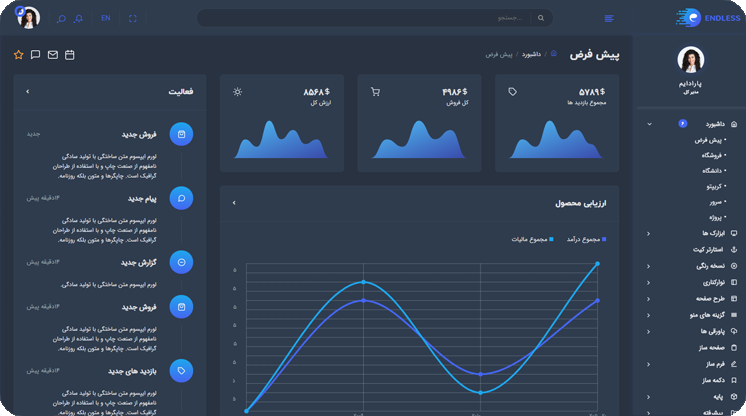 ENDLESS
جستجو...
EN
پارادایم
مدیر کل
داشبورد
۶
پیش فرض
فروشگاه
دانشگاه
کریپتو
سرور
پروژه
ابزارک ها
استارتر کیت
نسخه رنگی
نوارکناری
طرح صفحه
گزینه های منو
پاورقی ها
صفحه ساز
فرم ساز
دکمه ساز
پایه
پیشرفته
پیش فرض
داشبورد / پیش فرض
۵۷۸۹$
مجموع بازدید ها
۴۹۸۶$
کل فروش
۸۵۶۸$
ارزش کل
ارزیابی محصول
مجموع درآمد
مجموع مالیات
فعالیت
فروش جدید
جدید
لورم ایپسوم متن ساختگی با تولید سادگی
نامفهوم از صنعت چاپ و با استفاده از طراحان
گرافیک است. چاپگرها و متون بلکه روزنامه.
پیام جدید
۱۴دقیقه پیش
لورم ایپسوم متن ساختگی با تولید سادگی
نامفهوم از صنعت چاپ و با استفاده از طراحان
گرافیک است. چاپگرها و متون بلکه روزنامه.
گزارش جدید
۱۴دقیقه پیش
لورم ایپسوم متن ساختگی با تولید سادگی
فروش جدید
۱۴دقیقه پیش
لورم ایپسوم متن ساختگی با تولید سادگی
نامفهوم از صنعت چاپ و با استفاده از طراحان
گرافیک است. چاپگرها و متون بلکه روزنامه.
بازدید های جدید
۱۴دقیقه پیش
لورم ایپسوم متن ساختگی با تولید سادگی
نامفهوم از صنعت چاپ و با استفاده از طراحان
گرافیک است. چاپگرها و متون بلکه روزنامه.